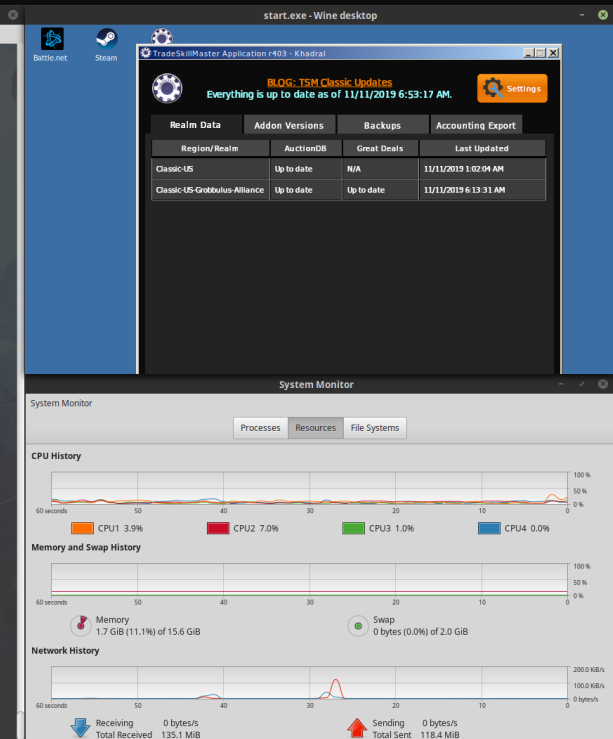 start.exe - Wine desktop
Battle.net
Steam
TradeSkillMaster Application r403 - Khadral
BLOG: TSM Classic Updates
Everything is up to date as of 11/11/2019 6:53:17 AM.
Settings
Realm Data Addon Versions Backups Accounting Export
Region/Realm AuctionDB Great Deals Last Updated
Classic-US Up to date N/A 11/11/2019 1:02:04 AM
Classic-US-Grobbulus-Alliance Up to date Up to date 11/11/2019 6:13:31 AM
System Monitor
System Monitor
Processes Resources File Systems
CPU History
100 %
50 %
0 %
60 seconds 50 40 30 20 10 0
CPU1 3.9% CPU2 7.0% CPU3 1.0% CPU4 0.0%
Memory and Swap History
100 %
50 %
0 %
60 seconds 50 40 30 20 10 0
Memory
1.7 GiB (11.1%) of 15.6 GiB
Swap
0 bytes (0.0%) of 2.0 GiB
Network History
200.0 KiB/s
100.0 KiB/s
0 bytes/s
60 seconds 50 40 30 20 10 0
Receiving 0 bytes/s
Total Received 135.1 MiB
Sending 0 bytes/s
Total Sent 118.4 MiB